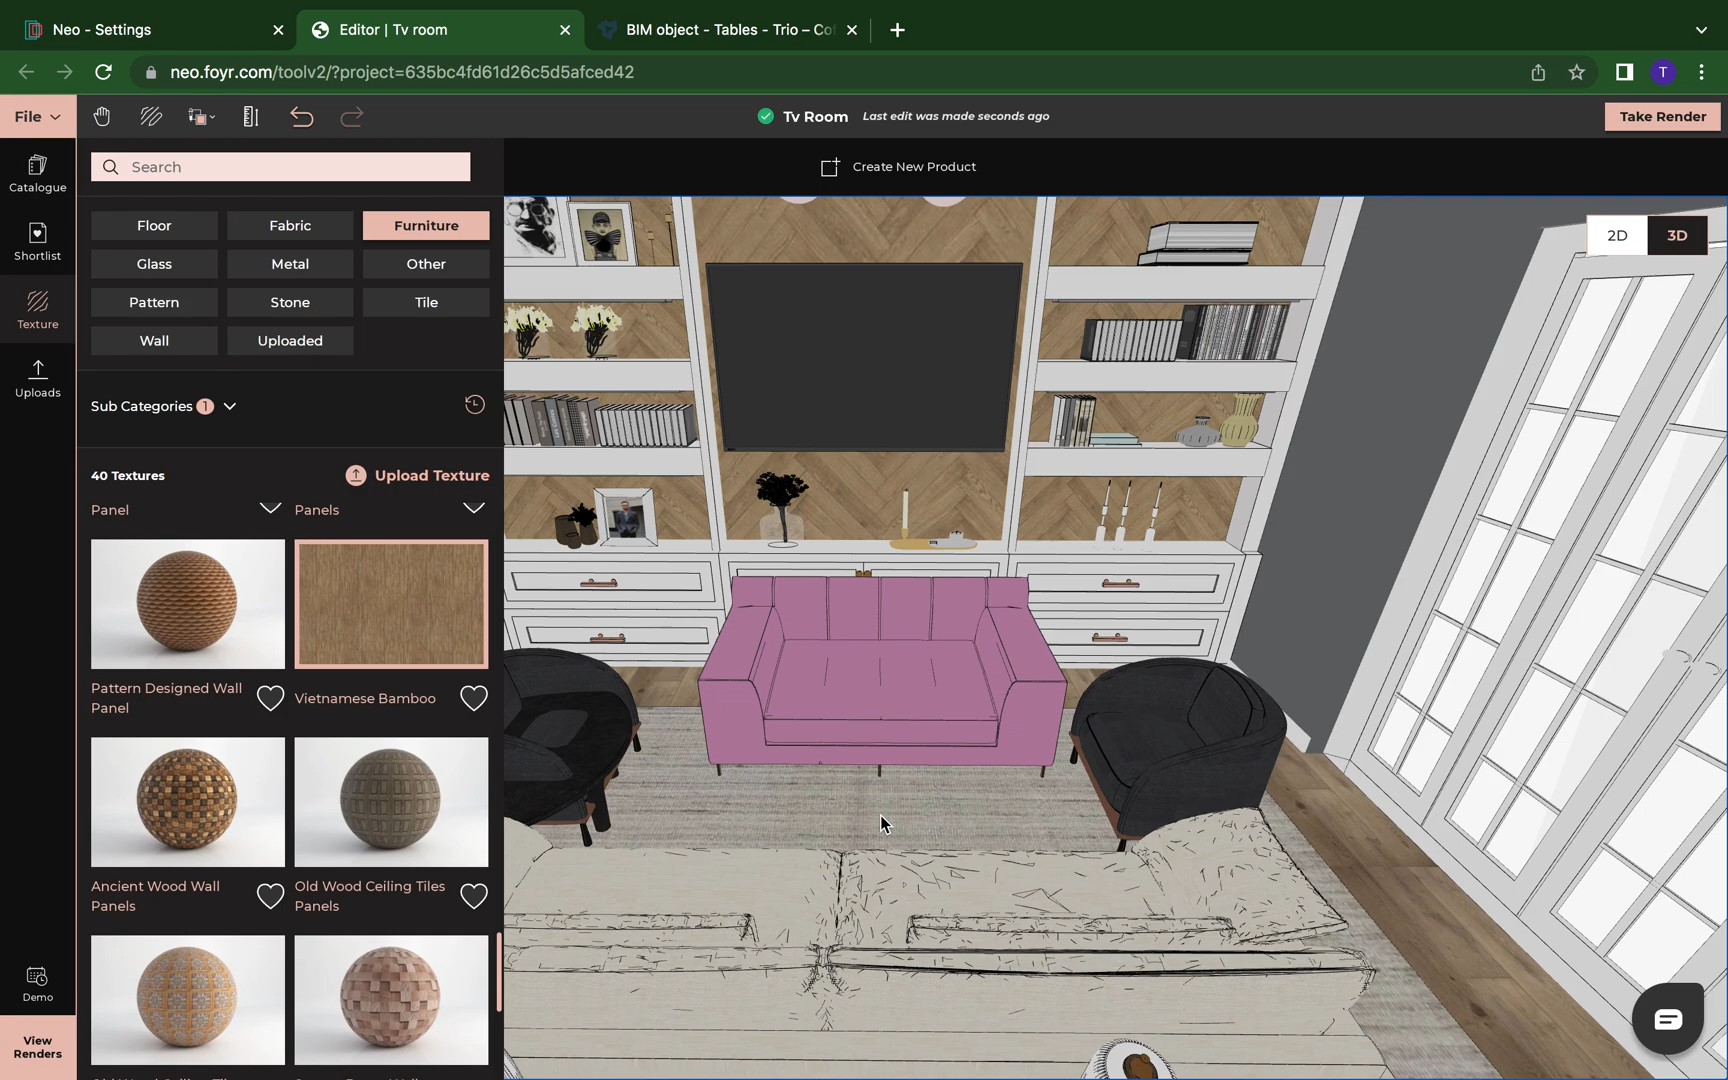 Neo - Settings
Editor | Tv room
BIM object - Tables - Trio – Co
neo.foyr.com/toolv2/?project=635bc4fd61d26c5d5afced42
T
File
Tv Room
Last edit was made seconds ago
Take Render
Search
Create New Product
Catalogue
Shortlist
Texture
Uploads
Demo
View
Renders
Floor
Fabric
Furniture
Glass
Metal
Other
Pattern
Stone
Tile
Wall
Uploaded
Sub Categories 1
40 Textures
Upload Texture
Panel
Panels
Pattern Designed Wall
Panel
Vietnamese Bamboo
Ancient Wood Wall
Panels
Old Wood Ceiling Tiles
Panels
2D
3D